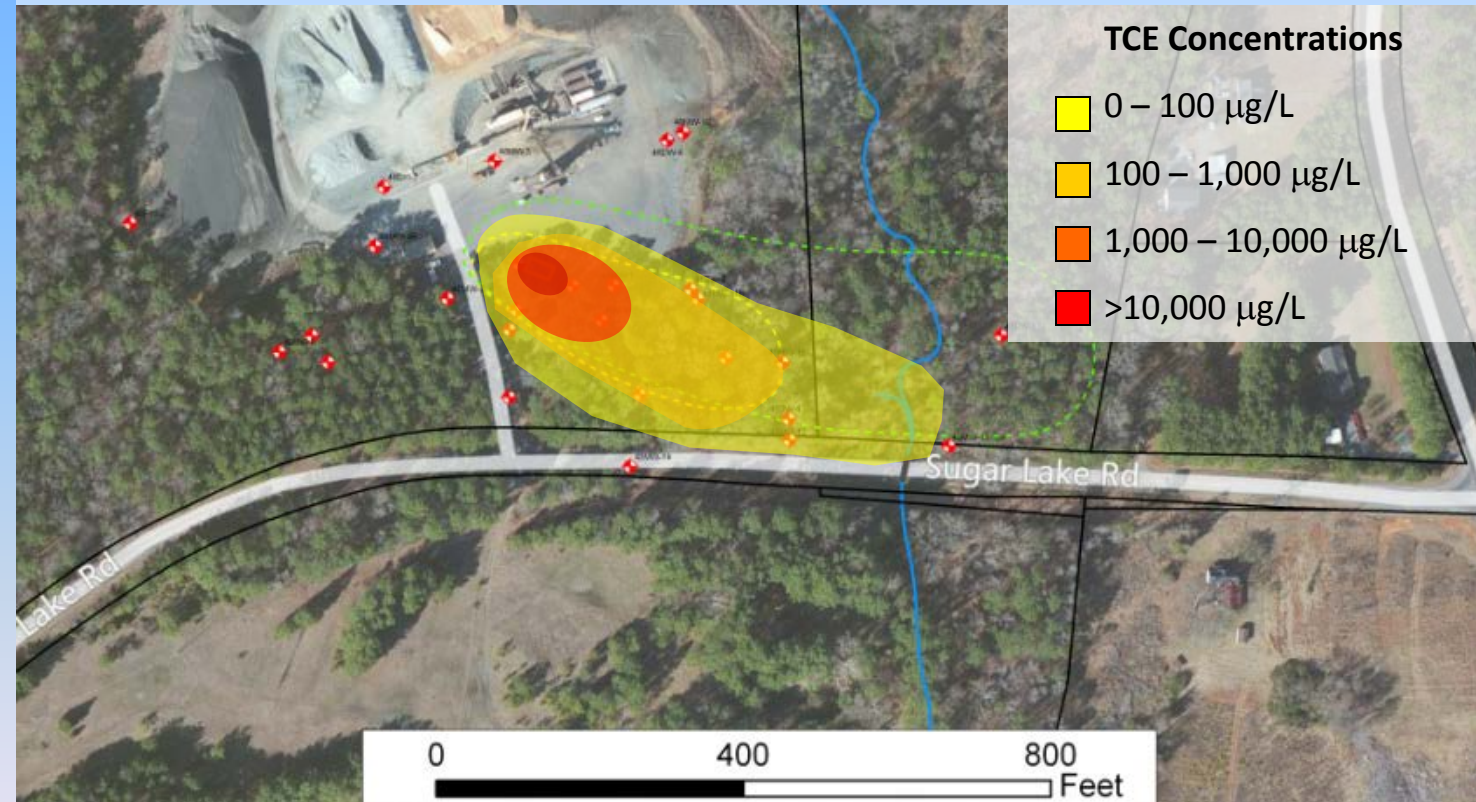 TCE Concentrations
0 – 100 μg/L
100 – 1,000 μg/L
1,000 – 10,000 μg/L
>10,000 μg/L
Sugar Lake Rd
Lake Rd
0 400 800
Feet